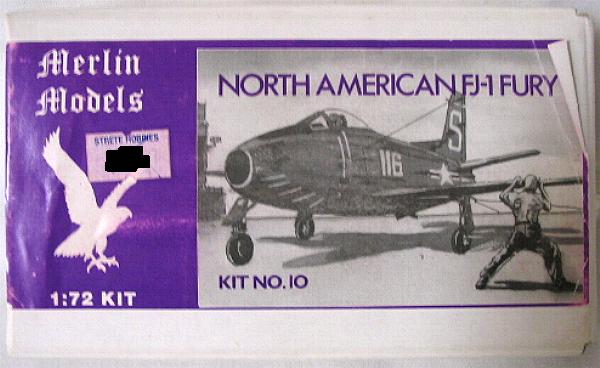 Merlin
Models
STRETE HOBBIES
1:72 KIT
NORTH AMERICAN FJ-1 FURY
S
116
KIT NO. 10